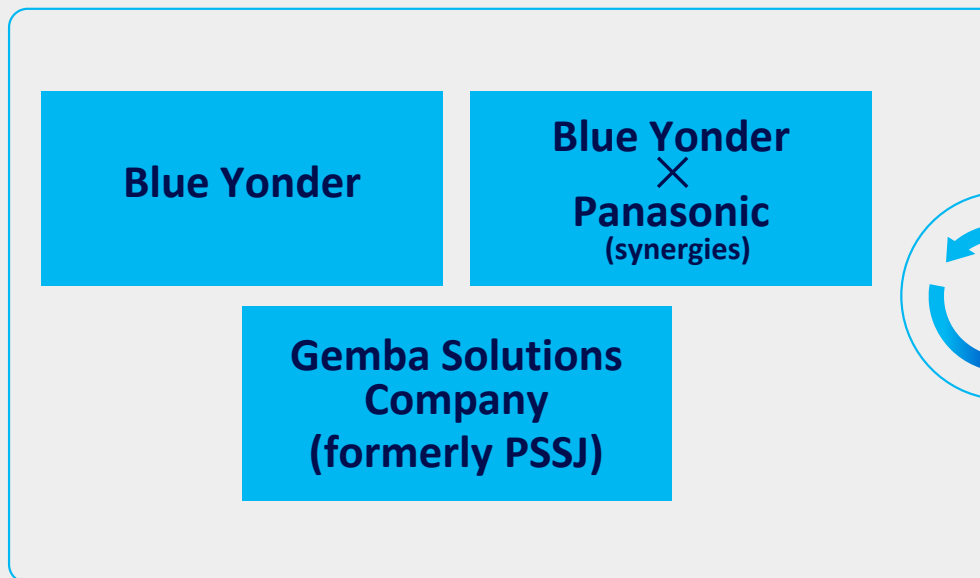 Blue Yonder
Blue Yonder
×
Panasonic
(synergies)
Gemba Solutions
Company
(formerly PSSJ)